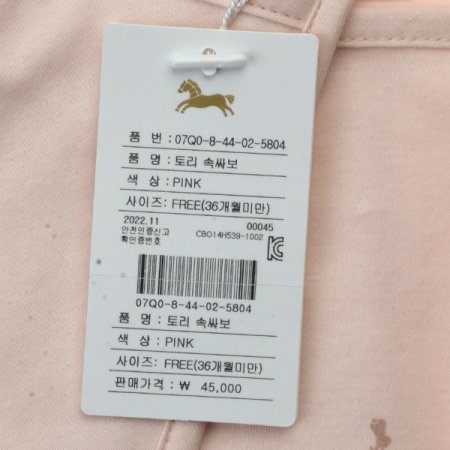 품 번 : 07Q0-8-44-02-5804
품 명 : 토리 속싸보
색 상 : PINK
사이즈 : FREE(36개월미만)
2022.11 00045
안전인증신고 CB014H539-1002
확인증번호
07Q0-8-44-02-5804
품 명 : 토리 속싸보
색 상 : PINK
사이즈: FREE(36개월미만)
판매가격 : ₩ 45,000